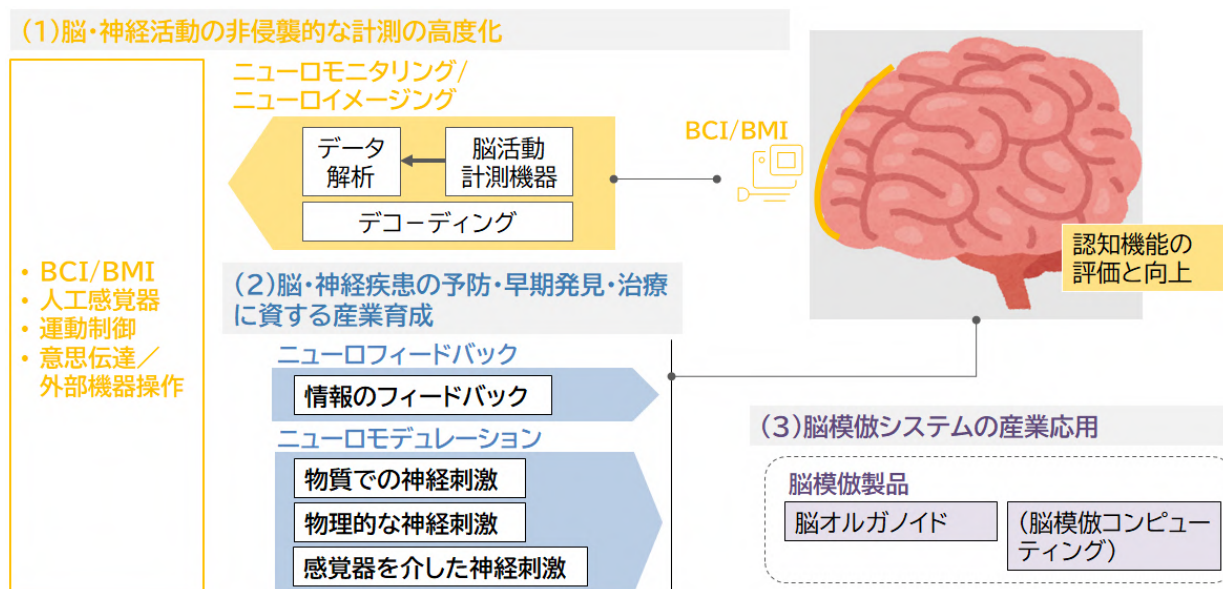 (1)脳・神経活動の非侵襲的な計測の高度化
ニューロモニタリング/
ニューロイメージング
データ
解析
脳活動
計測機器
デコーディング
BCI/BMI
認知機能の
評価と向上
• BCI/BMI
• 人工感覚器
• 運動制御
• 意思伝達／
外部機器操作
(2)脳・神経疾患の予防・早期発見・治療
に資する産業育成
ニューロフィードバック
情報のフィードバック
ニューロモデュレーション
物質での神経刺激
物理的な神経刺激
感覚器を介した神経刺激
(3)脳模倣システムの産業応用
脳模倣製品
脳オルガノイド
(脳模倣コンピュー
ティング)